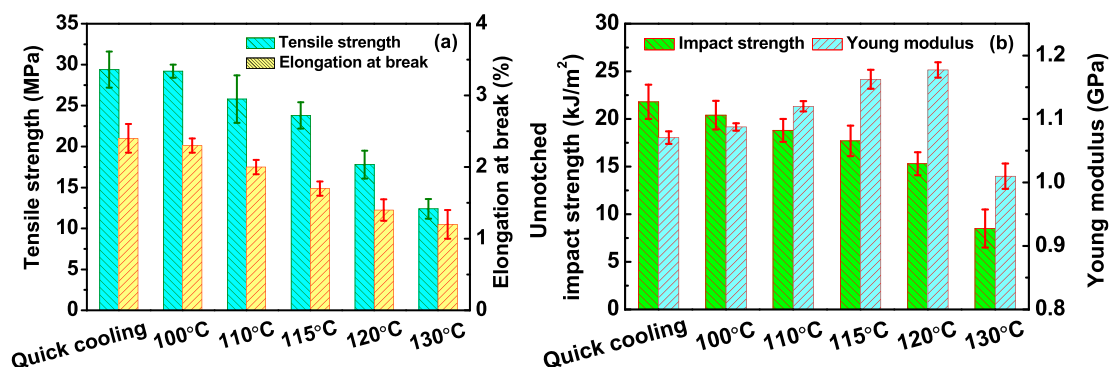 Tensile strength (MPa)
35
30
25
20
15
10
5
0
Tensile strength
Elongation at break
(a)
4
3
2
1
0
Elongation at break (%)
Quick cooling
100°C
110°C
115°C
120°C
130°C
Unnotched
impact strength (kJ/m²)
30
25
20
15
10
5
0
Impact strength
Young modulus
(b)
1.2
1.1
1.0
0.9
0.8
Young modulus (GPa)
Quick cooling
100°C
110°C
115°C
120°C
130°C